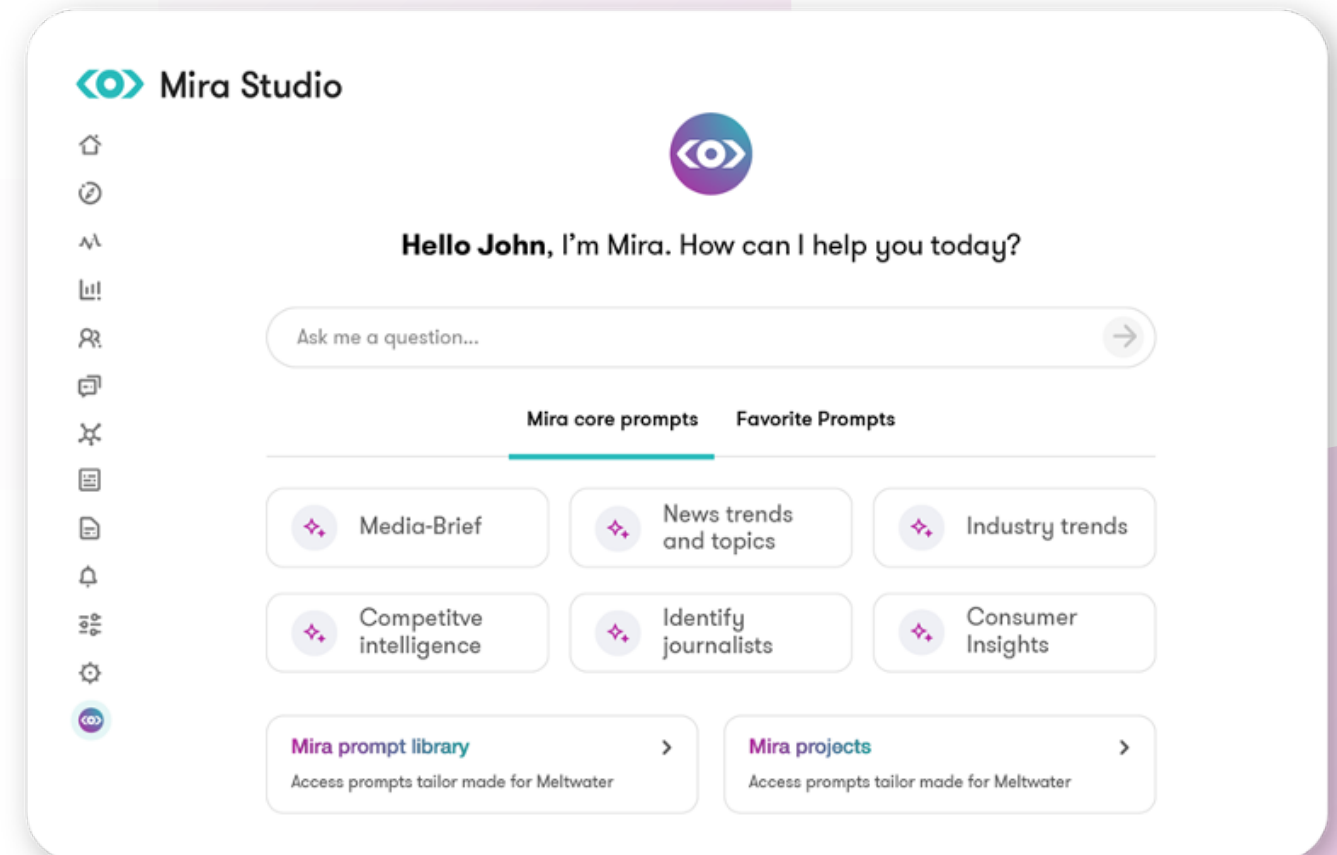 Mira Studio
Hello John, I'm Mira. How can I help you today?
Ask me a question...
Mira core prompts
Favorite Prompts
Media-Brief
News trends
and topics
Industry trends
Competitve
intelligence
Identify
journalists
Consumer
Insights
Mira prompt library
Access prompts tailor made for Meltwater
Mira projects
Access prompts tailor made for Meltwater